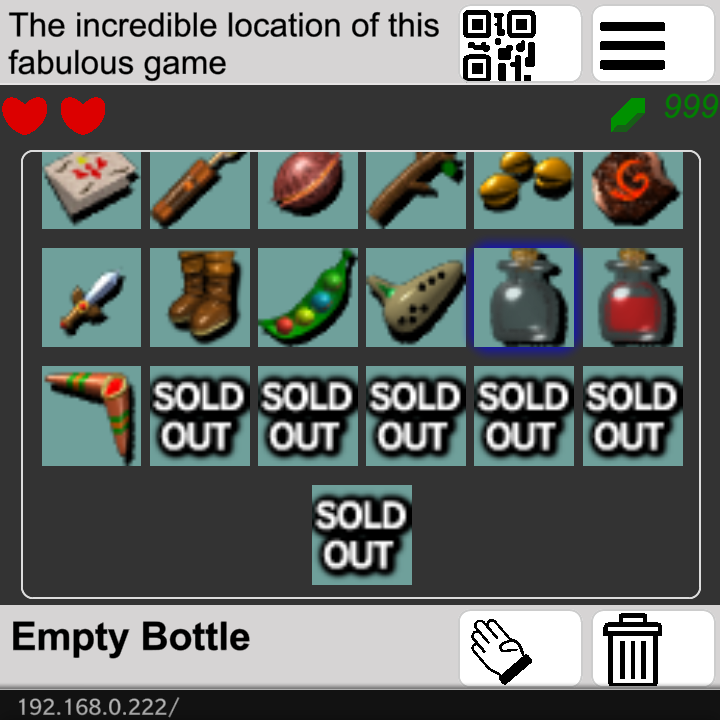 The incredible location of this
fabulous game
999
SOLD
OUT
SOLD
OUT
SOLD
OUT
SOLD
OUT
SOLD
OUT
SOLD
OUT
Empty Bottle
192.168.0.222/